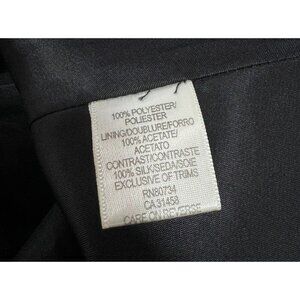 100% POLYESTER/
POLIESTER
LINING/DOUBLURE/FORRO
100% ACETATE/
ACETATO
CONTRAST/CONTRASTE
100% SILK/SEDA/SOIE
EXCLUSIVE OF TRIMS
RN80734
CA31458
CARE ON REVERSE